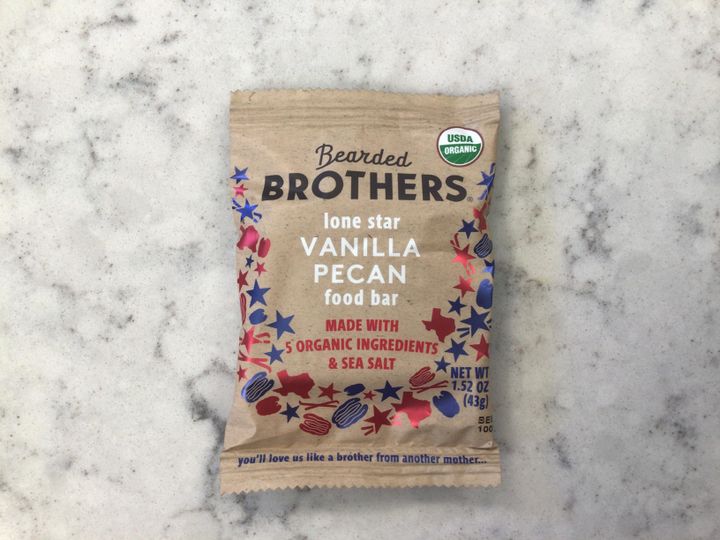 USDA
ORGANIC
Bearded
BROTHERS®
lone star
VANILLA
PECAN
food bar
MADE WITH
5 ORGANIC INGREDIENTS
& SEA SALT
NET WT
1.52 OZ
(43g)
you'll love us like a brother from another mother...